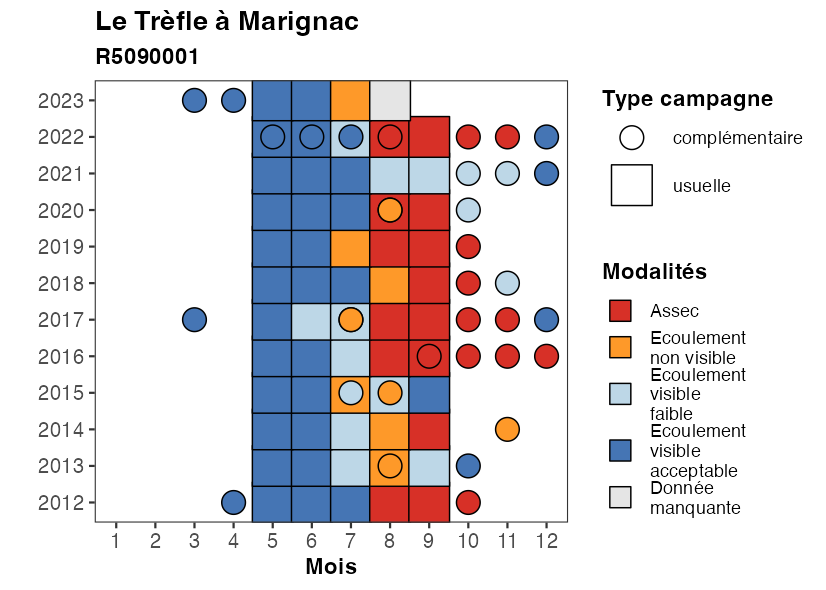 Le Trèfle à Marignac
R5090001
2023
2022
2021
2020
2019
2018
2017
2016
2015
2014
2013
2012
1 2 3 4 5 6 7 8 9 10 11 12
Mois
Type campagne
complémentaire
usuelle
Modalités
Assec
Ecoulement
non visible
Ecoulement
visible
faible
Ecoulement
visible
acceptable
Donnée
manquante